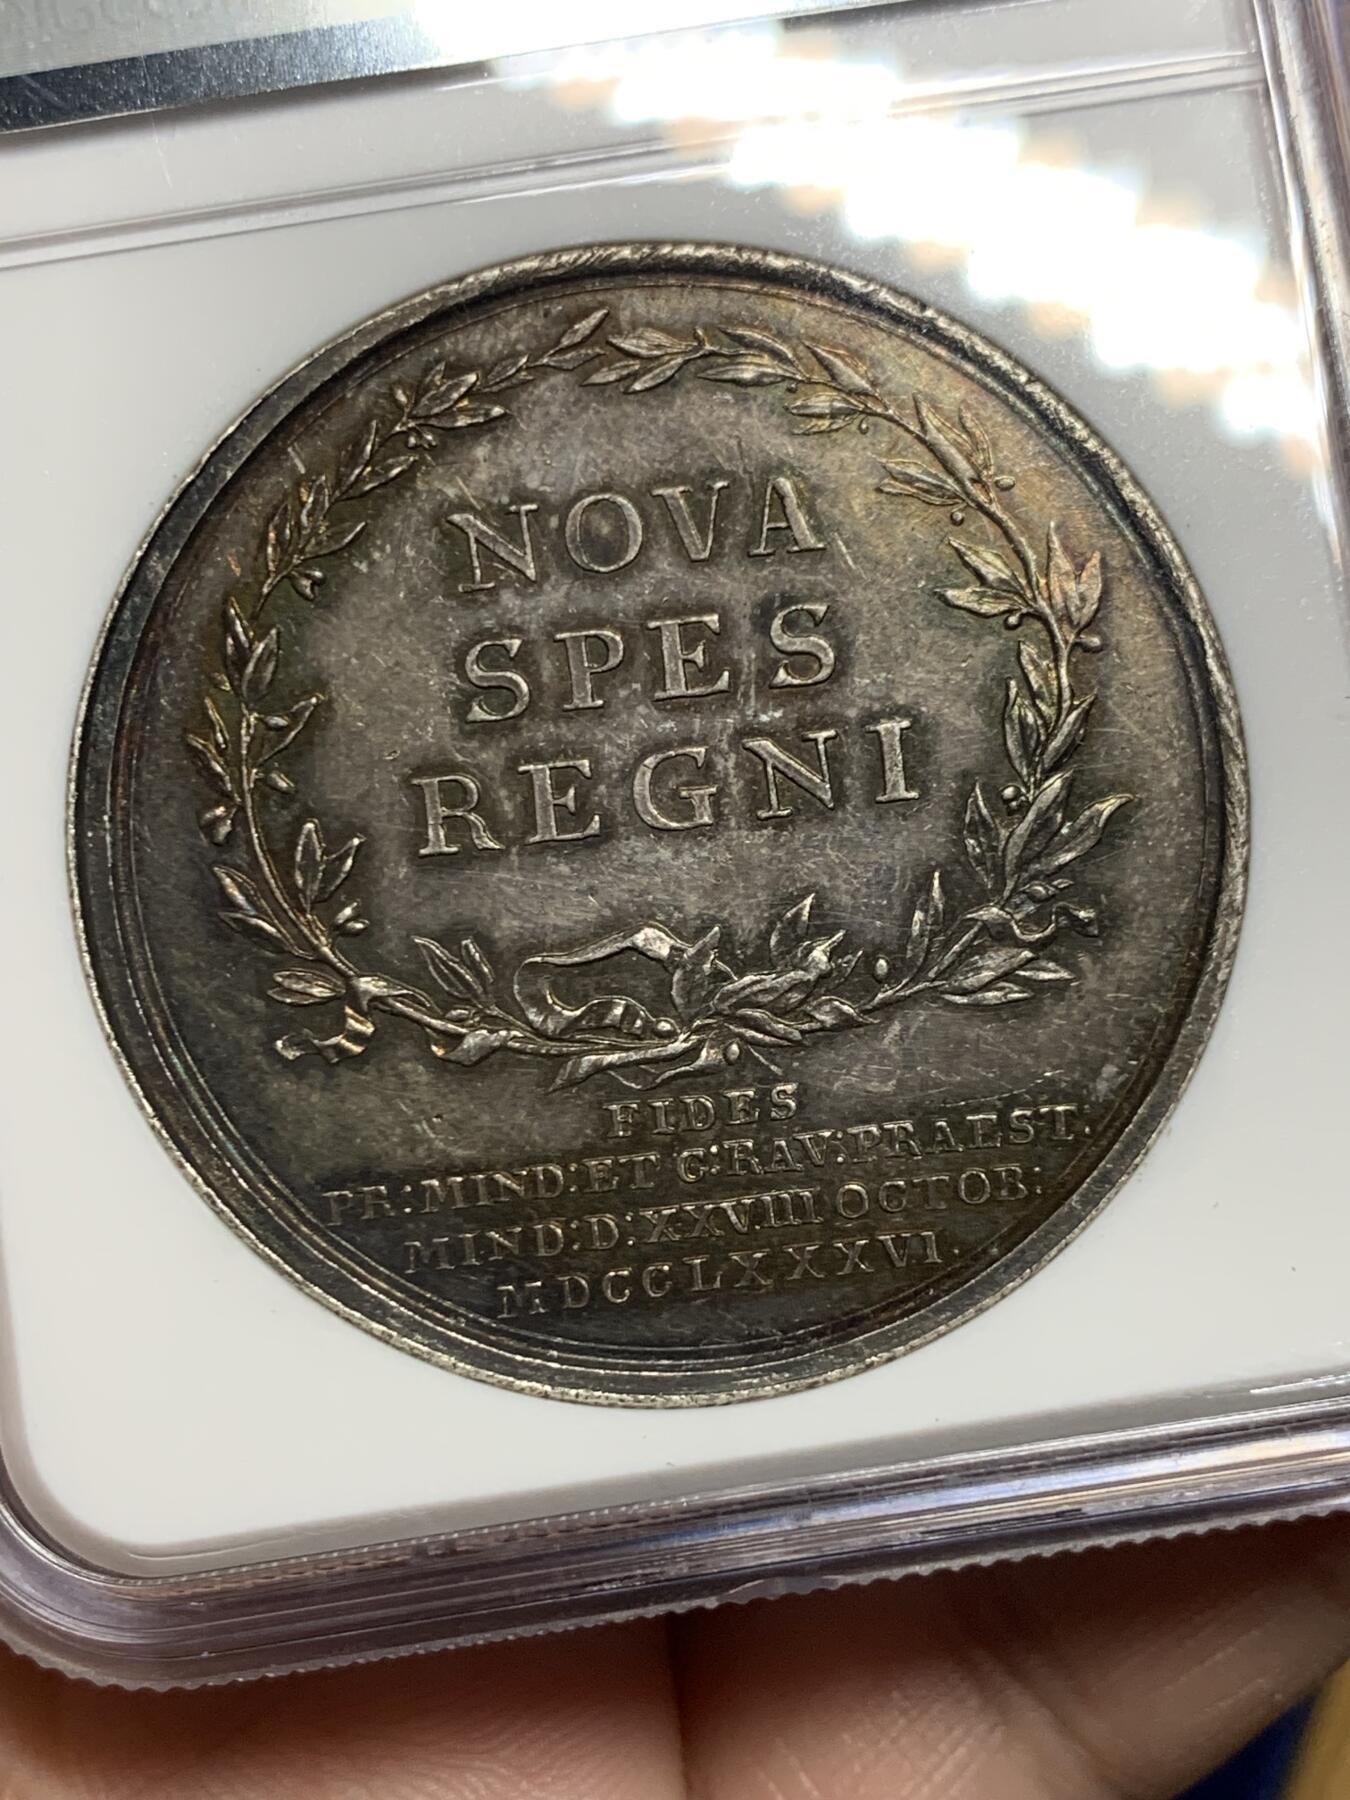 NOVA
SPES
REGNI
FIDES
PR:MIND:ET C:RAV:PRAEST.
MIND:D:XXVIII OCTOB:
MDCCLXXXVI.